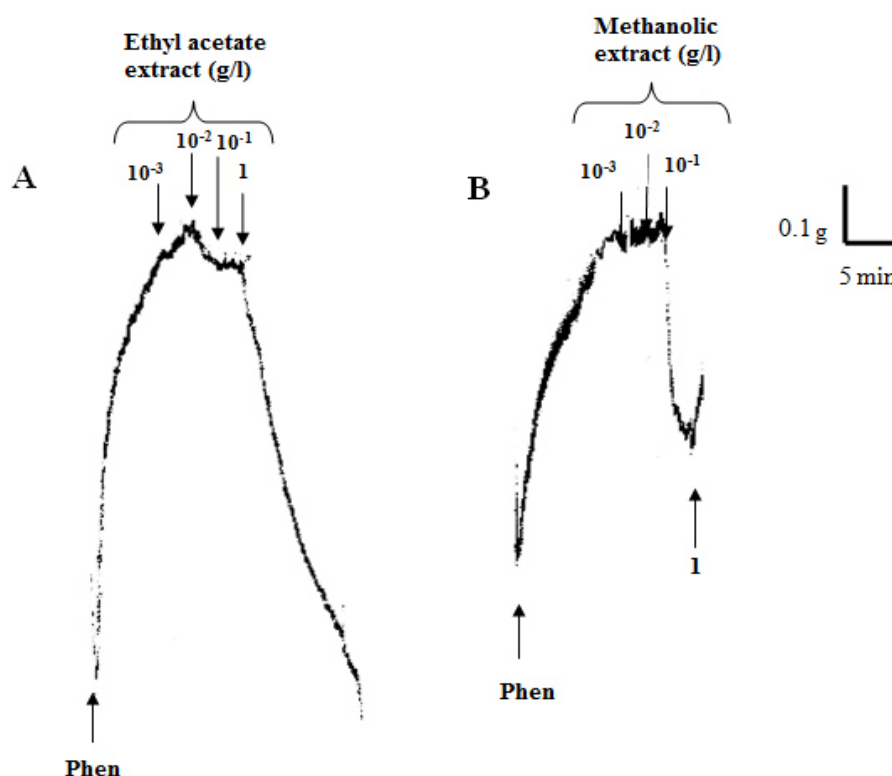 Ethyl acetate
extract (g/l)
10⁻³
10⁻²
10⁻¹
1
A
Phen
Methanolic
extract (g/l)
10⁻³
10⁻²
10⁻¹
B
1
Phen
0.1 g
5 min